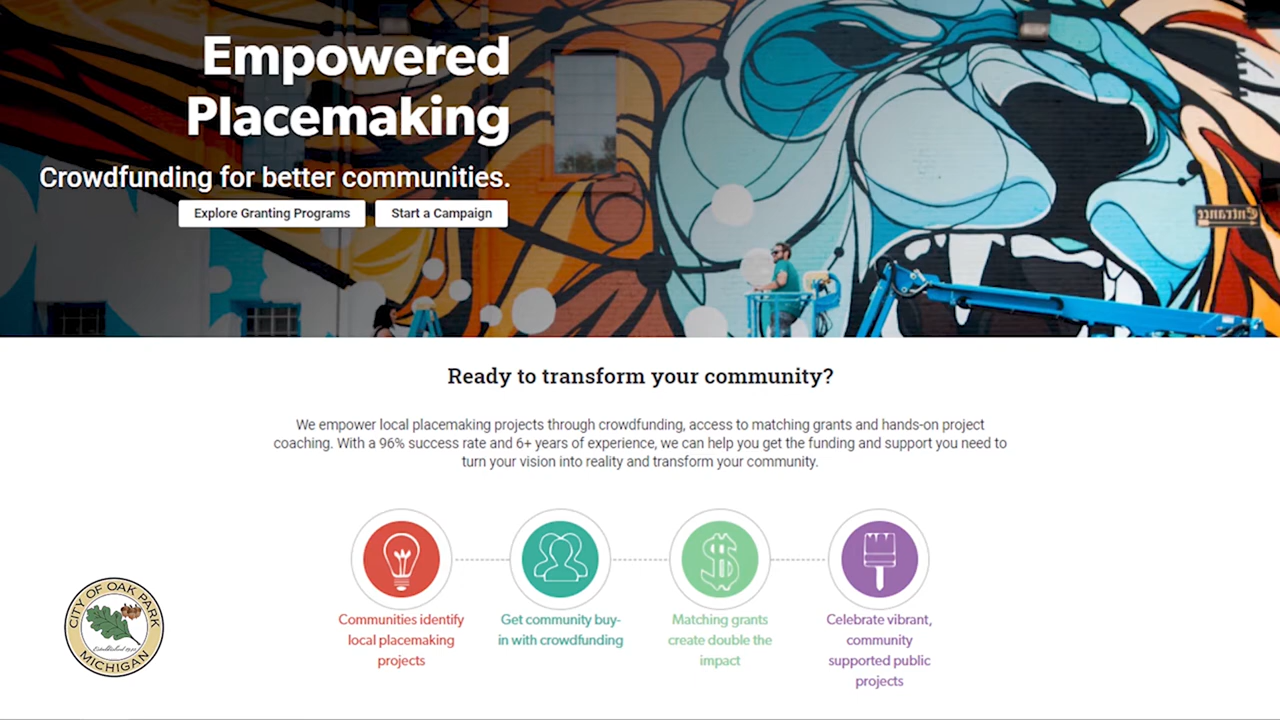 Empowered
Placemaking
Crowdfunding for better communities.
Explore Granting Programs
Start a Campaign
Entrance
Ready to transform your community?
We empower local placemaking projects through crowdfunding, access to matching grants and hands-on project
coaching. With a 96% success rate and 6+ years of experience, we can help you get the funding and support you need to
turn your vision into reality and transform your community.
Communities identify
local placemaking
projects
Get community buy-
in with crowdfunding
Matching grants
create double the
impact
Celebrate vibrant,
community
supported public
projects
CITY OF OAK PARK
MICHIGAN